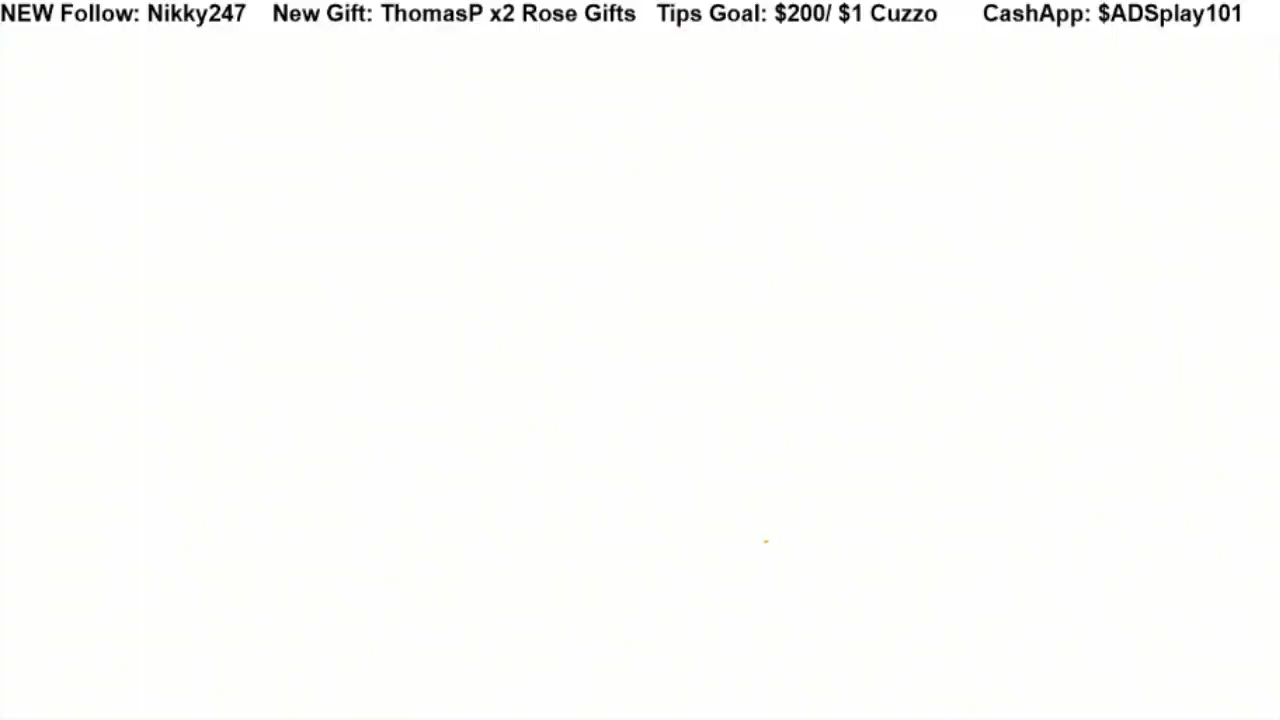 NEW Follow: Nikky247 New Gift: ThomasP x2 Rose Gifts Tips Goal: $200/ $1 Cuzzo CashApp: $ADSplay101